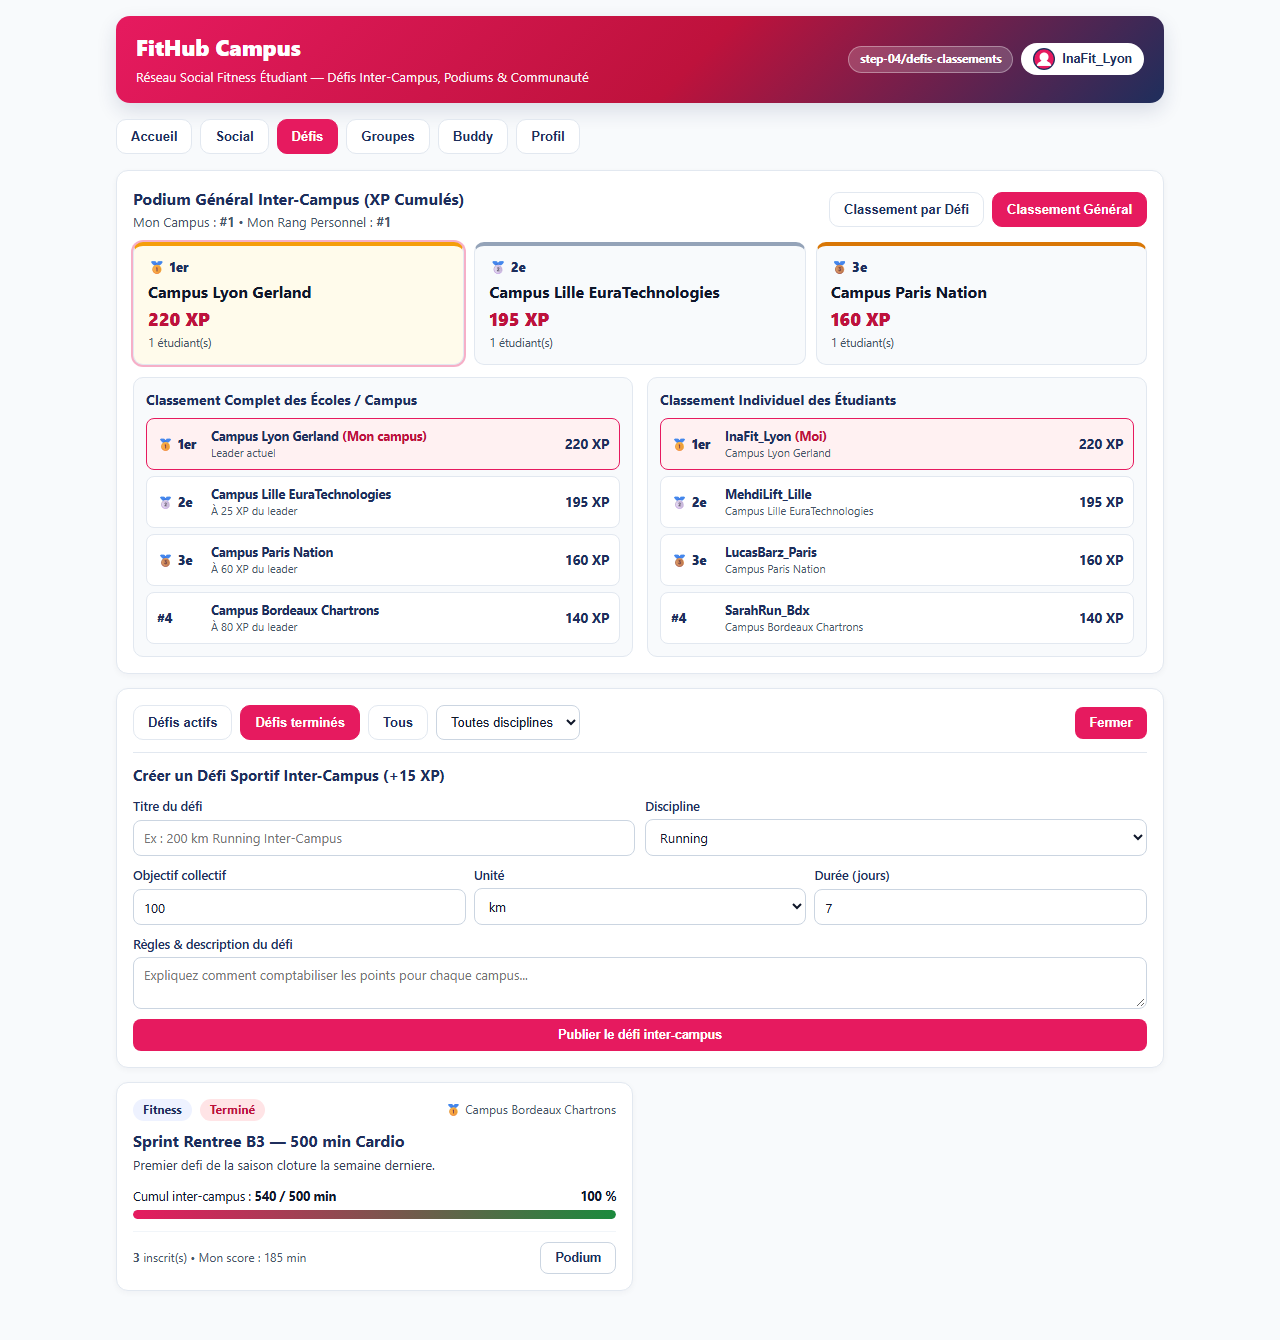 FitHub Campus
Réseau Social Fitness Étudiant — Défis Inter-Campus, Podiums & Communauté
step-04/defis-classements
InaFit_Lyon
Accueil
Social
Défis
Groupes
Buddy
Profil
Podium Général Inter-Campus (XP Cumulés)
Mon Campus : #1 • Mon Rang Personnel : #1
Classement par Défi
Classement Général
1er
Campus Lyon Gerland
220 XP
1 étudiant(s)
2e
Campus Lille EuraTechnologies
195 XP
1 étudiant(s)
3e
Campus Paris Nation
160 XP
1 étudiant(s)
Classement Complet des Écoles / Campus
1er
Campus Lyon Gerland (Mon campus)
Leader actuel
220 XP
2e
Campus Lille EuraTechnologies
À 25 XP du leader
195 XP
3e
Campus Paris Nation
À 60 XP du leader
160 XP
#4
Campus Bordeaux Chartrons
À 80 XP du leader
140 XP
Classement Individuel des Étudiants
1er
InaFit_Lyon (Moi)
Campus Lyon Gerland
220 XP
2e
MehdiLift_Lille
Campus Lille EuraTechnologies
195 XP
3e
LucasBarz_Paris
Campus Paris Nation
160 XP
#4
SarahRun_Bdx
Campus Bordeaux Chartrons
140 XP
Défis actifs
Défis terminés
Tous
Toutes disciplines
Fermer
Créer un Défi Sportif Inter-Campus (+15 XP)
Titre du défi
Ex : 200 km Running Inter-Campus
Discipline
Running
Objectif collectif
100
Unité
km
Durée (jours)
7
Règles & description du défi
Expliquez comment comptabiliser les points pour chaque campus...
Publier le défi inter-campus
Fitness
Terminé
Campus Bordeaux Chartrons
Sprint Rentree B3 — 500 min Cardio
Premier defi de la saison cloture la semaine derniere.
Cumul inter-campus : 540 / 500 min
100 %
3 inscrit(s) • Mon score : 185 min
Podium